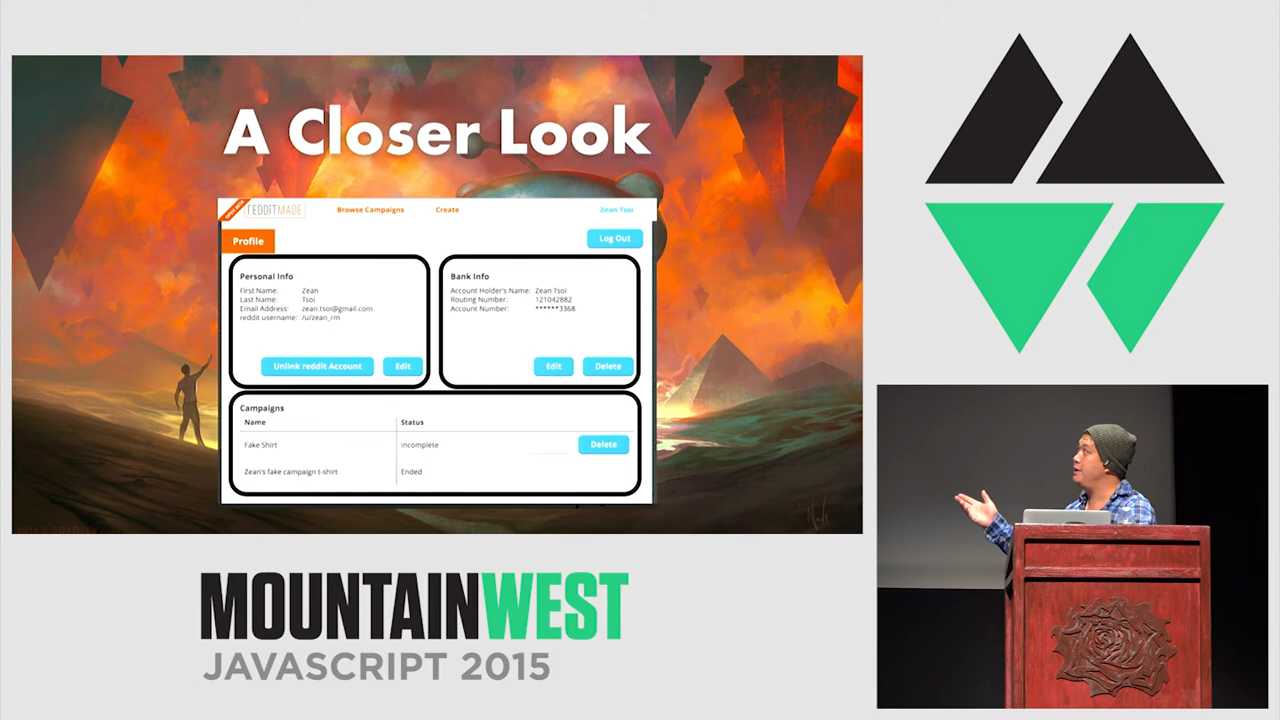 A Closer Look
OPEN BETA
REDDITMADE
Browse Campaigns
Create
Zean Tsoi
Profile
Log Out
Personal Info
First Name: Zean
Last Name: Tsoi
Email Address: zean.tsoi@gmail.com
reddit username: /u/zean_rm
Unlink reddit Account
Edit
Bank Info
Account Holder's Name: Zean Tsoi
Routing Number: 121042882
Account Number: ******3368
Edit
Delete
Campaigns
Name Status
Fake Shirt Incomplete Delete
Zean's fake campaign t-shirt Ended
MOUNTAINWEST
JAVASCRIPT 2015